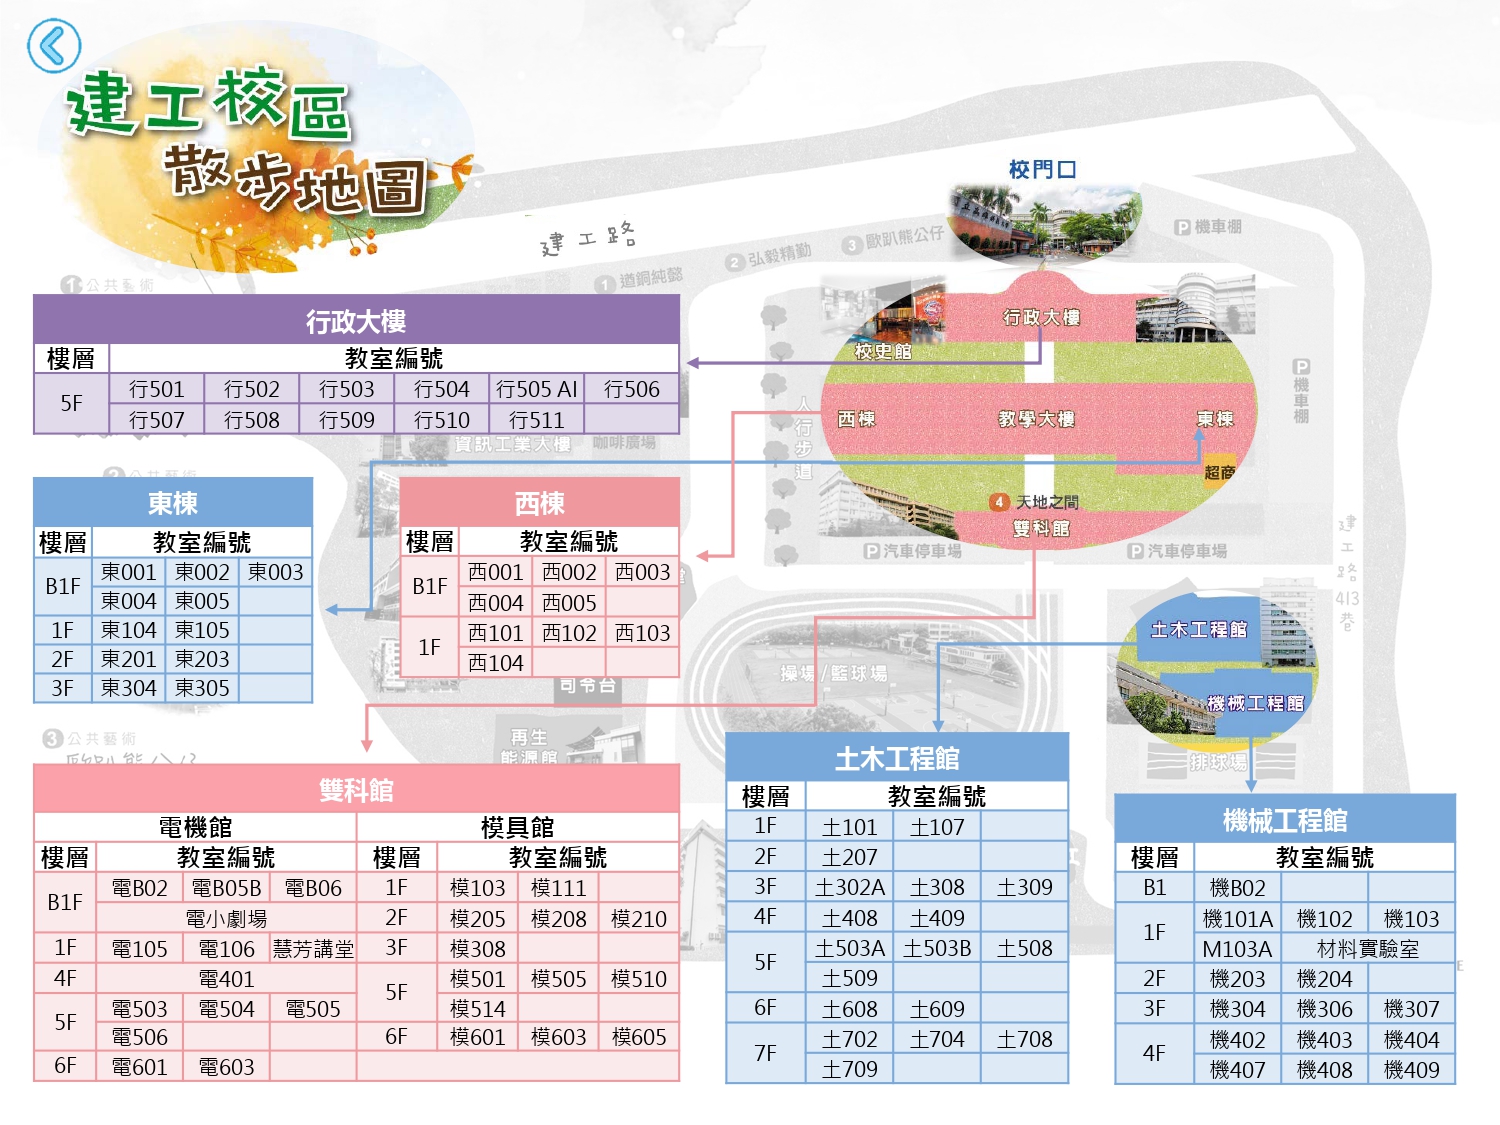 建工校區
散步地圖
建工路
校門口
P 機車棚
1 公共藝術
1 道鋼純懿
2 弘毅精勤
3 歐趴熊公仔
行政大樓
校史館
西棟 教學大樓 東棟
超商
4 天地之間
雙科館
P 汽車停車場
P 汽車停車場
P 機車棚
人行步道
建工路413巷
資訊工業大樓
咖啡廣場
2 公共藝術
司令台
操場/籃球場
再生
能源館
3 公共藝術
土木工程館
機械工程館
排球場
行政大樓
樓層 教室編號
5F 行501 行502 行503 行504 行505 AI 行506
行507 行508 行509 行510 行511
東棟
樓層 教室編號
B1F 東001 東002 東003
東004 東005
1F 東104 東105
2F 東201 東203
3F 東304 東305
西棟
樓層 教室編號
B1F 西001 西002 西003
西004 西005
1F 西101 西102 西103
西104
雙科館
電機館 模具館
樓層 教室編號 樓層 教室編號
B1F 電B02 電B05B 電B06 1F 模103 模111
電小劇場 2F 模205 模208 模210
1F 電105 電106 慧芳講堂 3F 模308
4F 電401 5F 模501 模505 模510
5F 電503 電504 電505 模514
電506 6F 模601 模603 模605
6F 電601 電603
土木工程館
樓層 教室編號
1F 土101 土107
2F 土207
3F 土302A 土308 土309
4F 土408 土409
5F 土503A 土503B 土508
土509
6F 土608 土609
7F 土702 土704 土708
土709
機械工程館
樓層 教室編號
B1 機B02
1F 機101A 機102 機103
M103A 材料實驗室
2F 機203 機204
3F 機304 機306 機307
4F 機402 機403 機404
機407 機408 機409